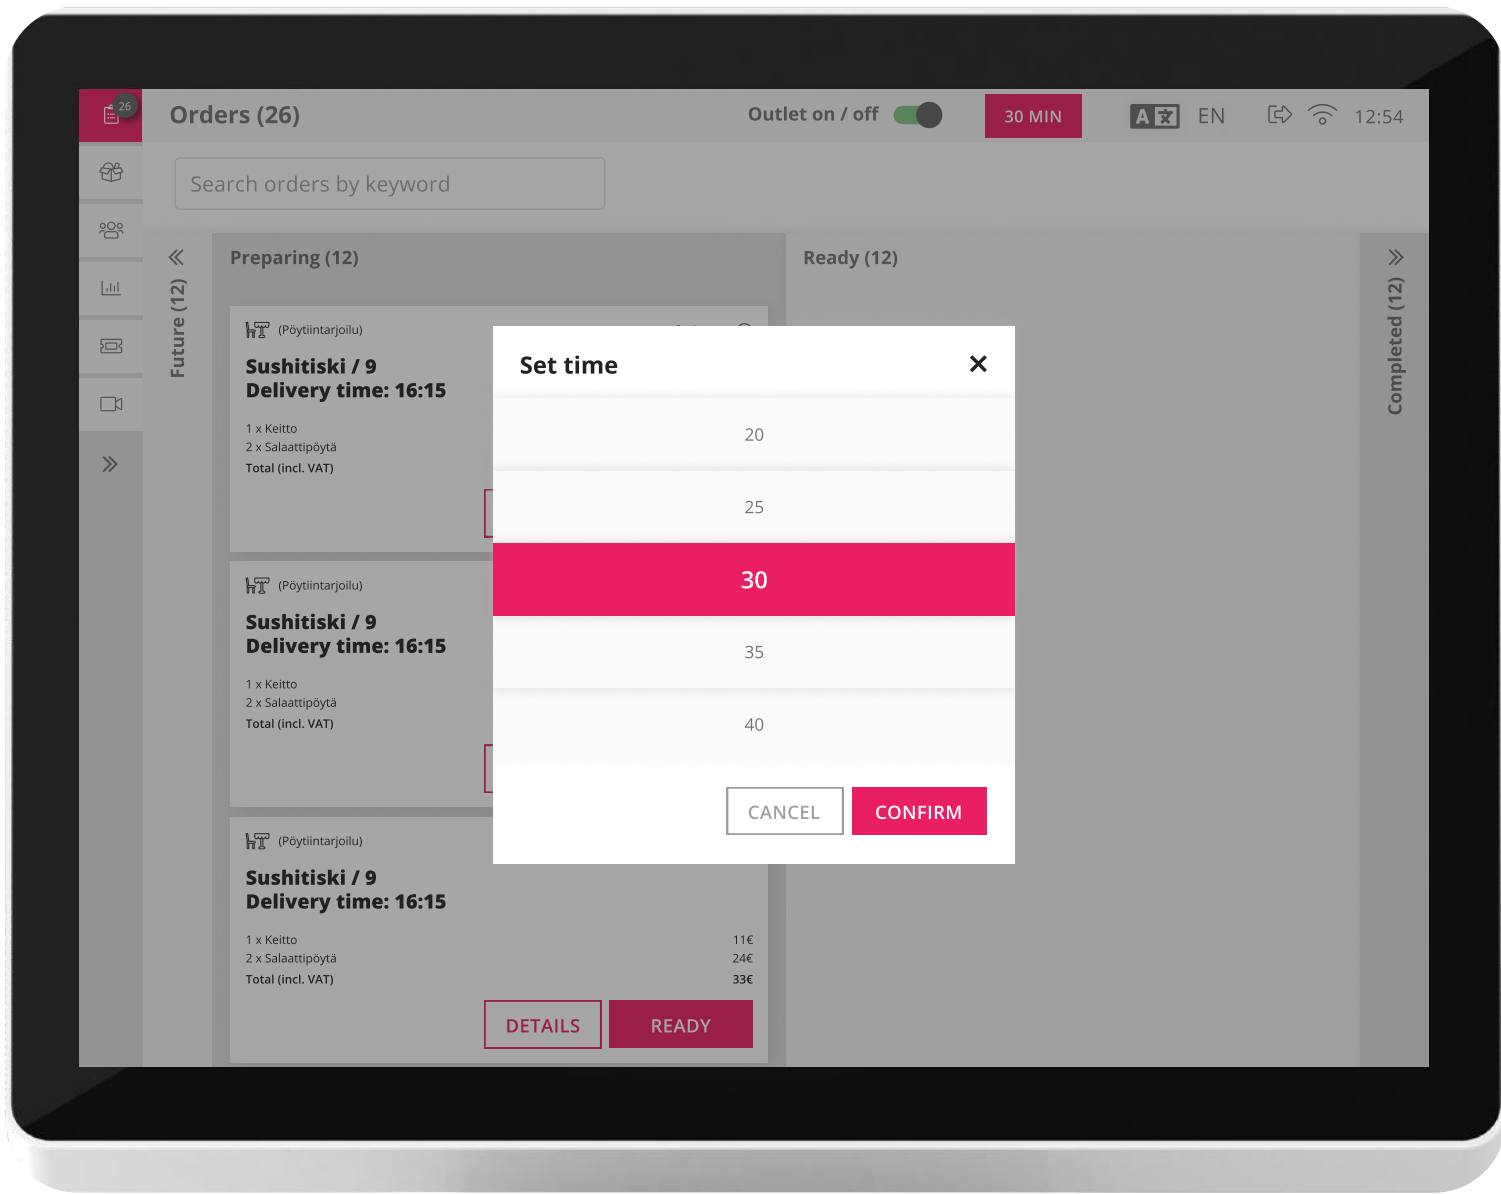 26
Orders (26)
Outlet on / off
30 MIN
A文
EN
12:54
Search orders by keyword
Future (12)
Preparing (12)
Ready (12)
Completed (12)
(Pöytiintarjoilu)
Sushitiski / 9
Delivery time: 16:15
1 x Keitto
2 x Salaattipöytä
Total (incl. VAT)
(Pöytiintarjoilu)
Sushitiski / 9
Delivery time: 16:15
1 x Keitto
2 x Salaattipöytä
Total (incl. VAT)
(Pöytiintarjoilu)
Sushitiski / 9
Delivery time: 16:15
1 x Keitto 11€
2 x Salaattipöytä 24€
Total (incl. VAT) 33€
DETAILS
READY
Set time
20
25
30
35
40
CANCEL
CONFIRM